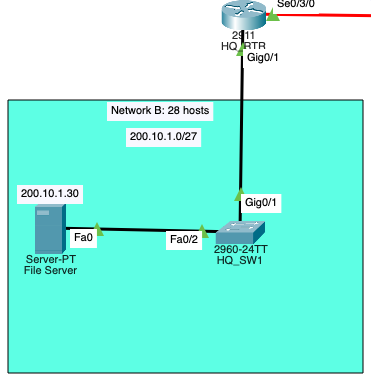 Se0/3/0
2911
HQ_RTR
Gig0/1
Network B: 28 hosts
200.10.1.0/27
200.10.1.30
Gig0/1
Fa0
Fa0/2
Server-PT
File Server
2960-24TT
HQ_SW1